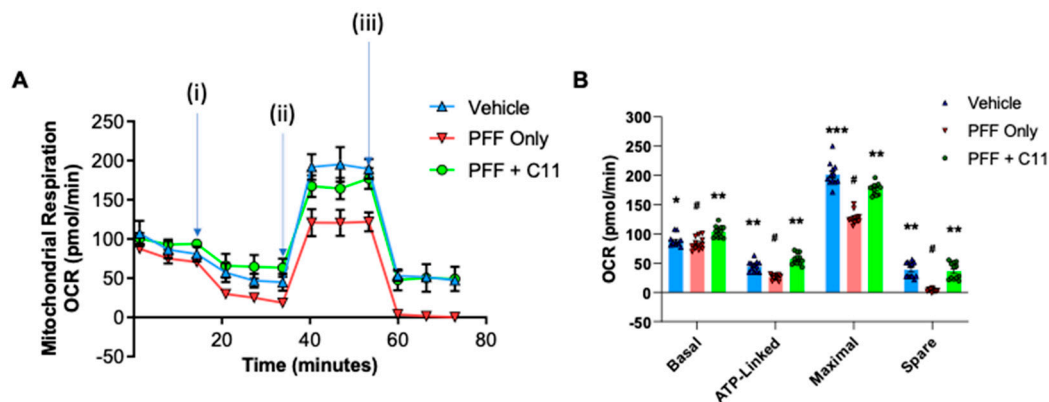 A
(i)
(ii)
(iii)
Vehicle
PFF Only
PFF + C11
Mitochondrial Respiration
OCR (pmol/min)
250
200
150
100
50
0
-50
20
40
60
80
Time (minutes)
B
Vehicle
PFF Only
PFF + C11
OCR (pmol/min)
300
250
200
150
100
50
0
-50
*
#
**
**
#
**
***
#
**
**
#
**
Basal
ATP-Linked
Maximal
Spare